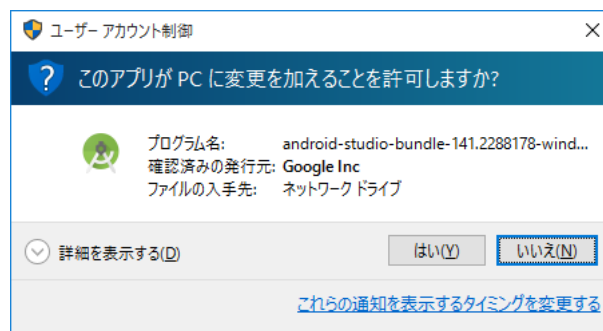 ユーザー アカウント制御
このアプリが PC に変更を加えることを許可しますか?
プログラム名: android-studio-bundle-141.2288178-wind...
確認済みの発行元: Google Inc
ファイルの入手先: ネットワーク ドライブ
詳細を表示する(D) はい(Y) いいえ(N)
これらの通知を表示するタイミングを変更する